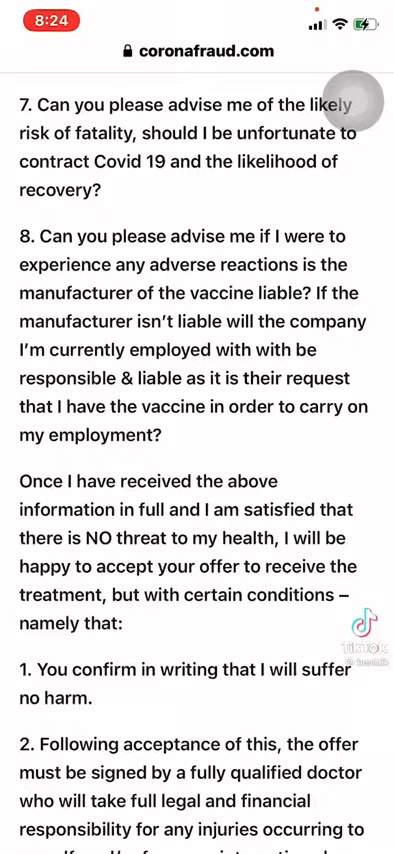 8:24
coronafraud.com
7. Can you please advise me of the likely
risk of fatality, should I be unfortunate to
contract Covid 19 and the likelihood of
recovery?
8. Can you please advise me if I were to
experience any adverse reactions is the
manufacturer of the vaccine liable? If the
manufacturer isn't liable will the company
I'm currently employed with with be
responsible & liable as it is their request
that I have the vaccine in order to carry on
my employment?
Once I have received the above
information in full and I am satisfied that
there is NO threat to my health, I will be
happy to accept your offer to receive the
treatment, but with certain conditions –
namely that:
TikTok
1. You confirm in writing that I will suffer
no harm.
2. Following acceptance of this, the offer
must be signed by a fully qualified doctor
who will take full legal and financial
responsibility for any injuries occurring to